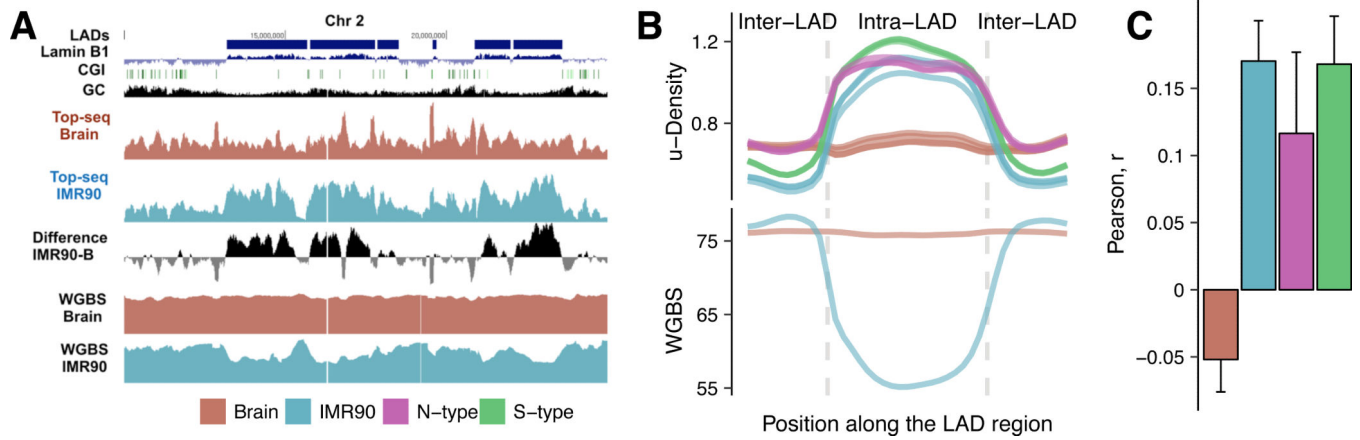 A
Chr 2
LADs
15,000,000
20,000,000
Lamin B1
CGI
GC
Top-seq
Brain
Top-seq
IMR90
Difference
IMR90-B
WGBS
Brain
WGBS
IMR90
Brain
IMR90
N-type
S-type
B
Inter-LAD
Intra-LAD
Inter-LAD
1.2
0.8
u-Density
75
65
55
WGBS
Position along the LAD region
C
0.15
0.1
0.05
0
-0.05
Pearson, r